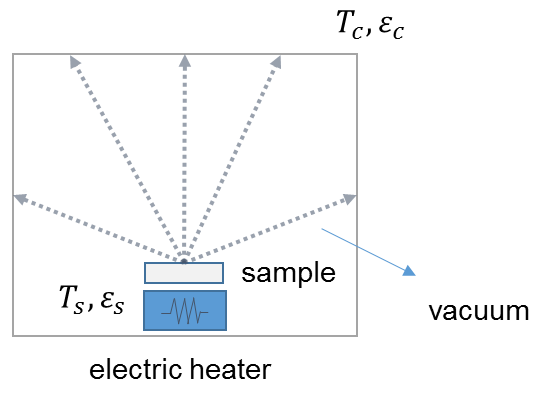 T_C, ε_C
sample
T_S, ε_S
vacuum
electric heater